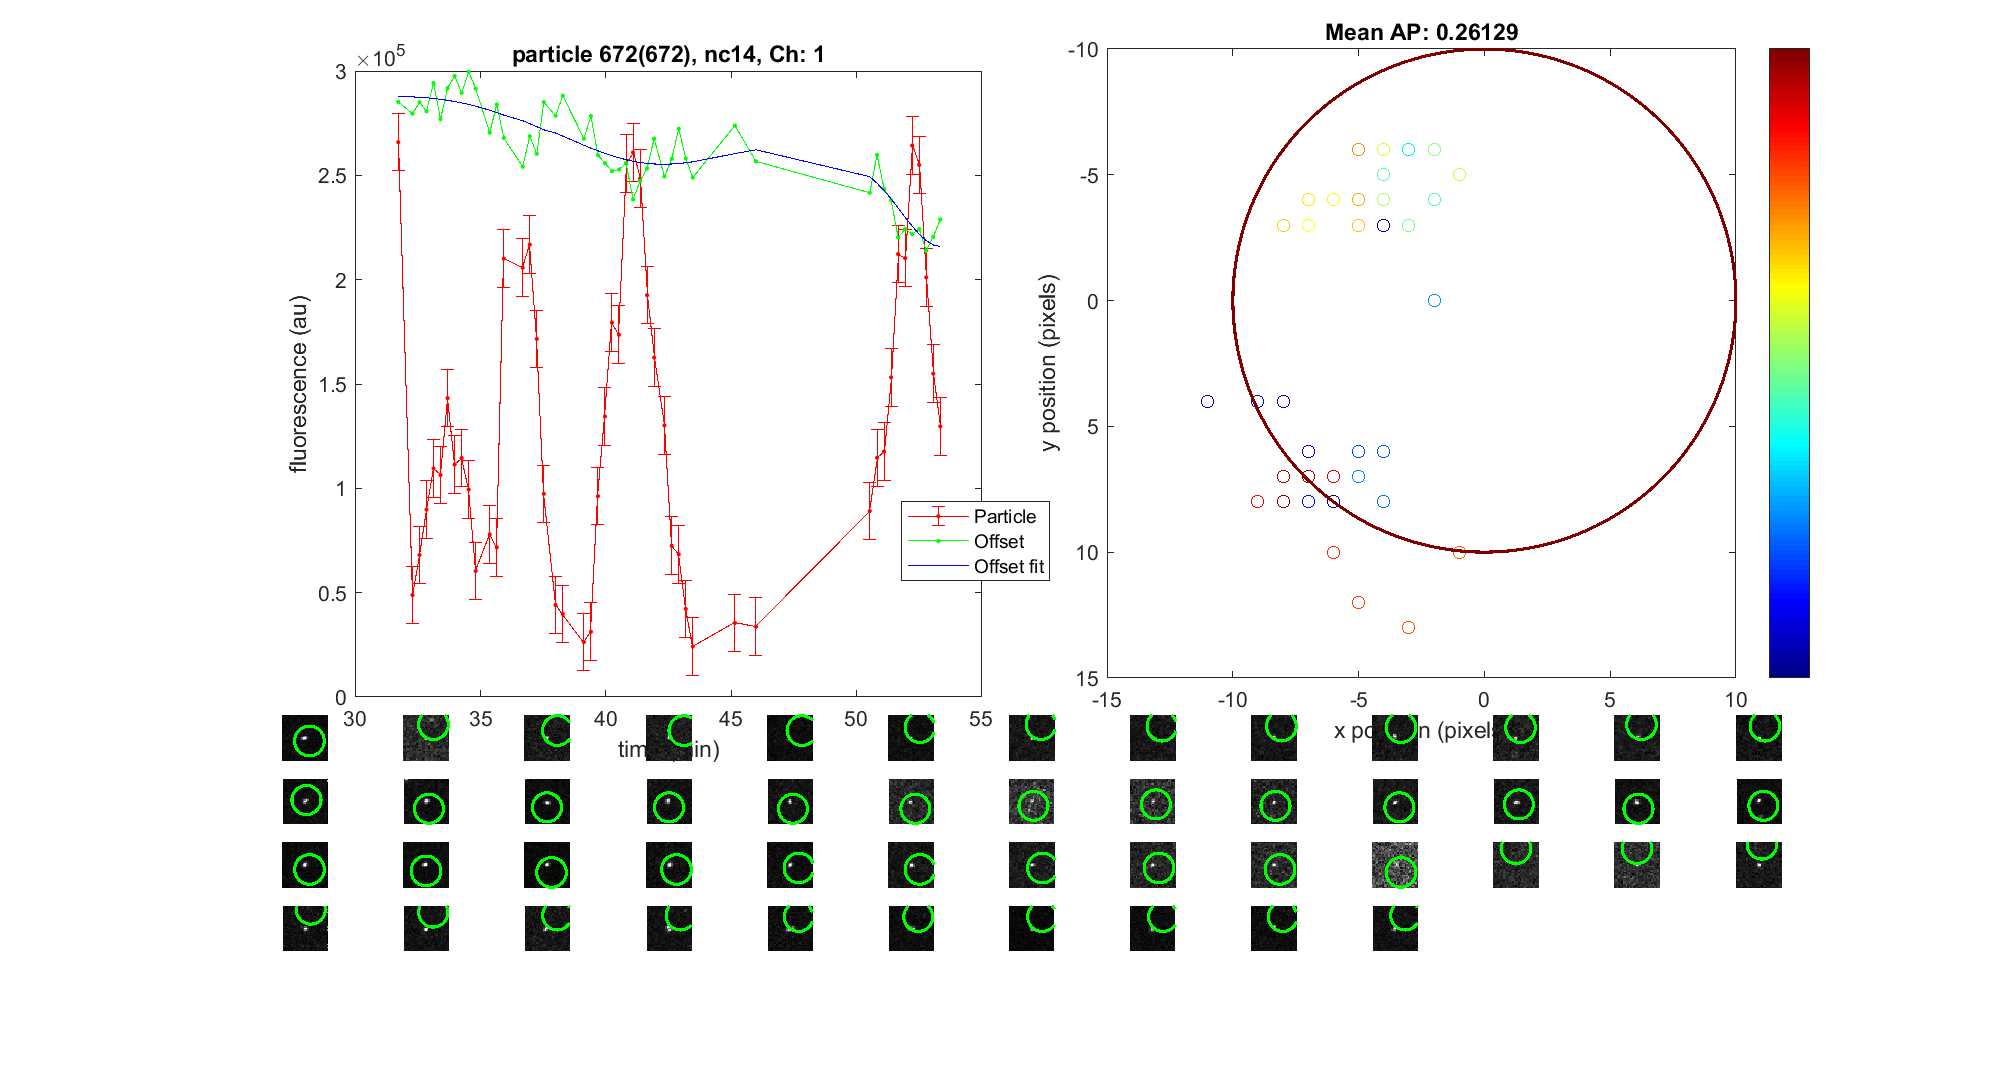 particle 672(672), nc14, Ch: 1
×10^5
3
2.5
2
1.5
1
0.5
0
fluorescence (au)
30 35 40 45 50 55
Particle
Offset
Offset fit
Mean AP: 0.26129
-10
-5
0
5
10
15
y position (pixels)
-15 -10 -5 0 5 10